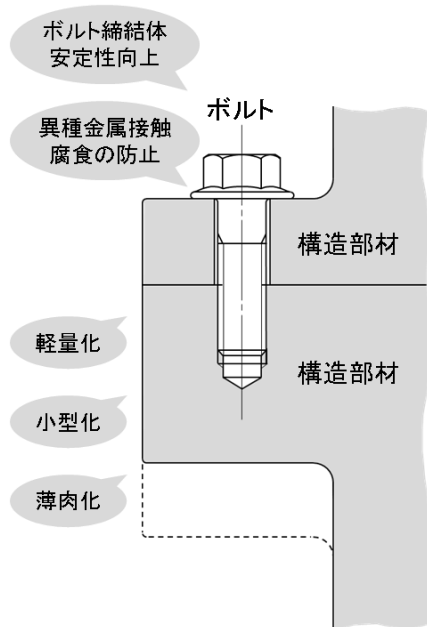 ボルト締結体
安定性向上
ボルト
異種金属接触
腐食の防止
構造部材
軽量化
構造部材
小型化
薄肉化